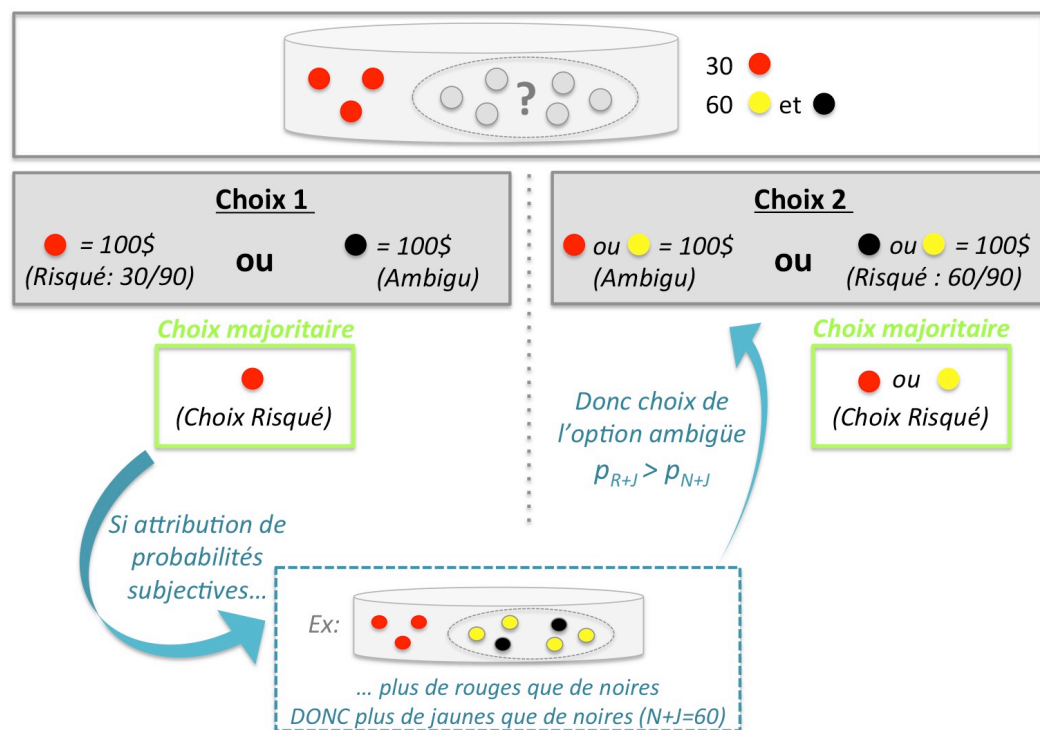 30
?
60 et
Choix 1
= 100$
(Risqué: 30/90)
ou
= 100$
(Ambigu)
Choix majoritaire
(Choix Risqué)
Choix 2
ou = 100$
(Ambigu)
ou
ou = 100$
(Risqué : 60/90)
Choix majoritaire
ou
(Choix Risqué)
Si attribution de
probabilités
subjectives...
Ex:
... plus de rouges que de noires
DONC plus de jaunes que de noires (N+J=60)
Donc choix de
l'option ambigüe
pR+J > pN+J